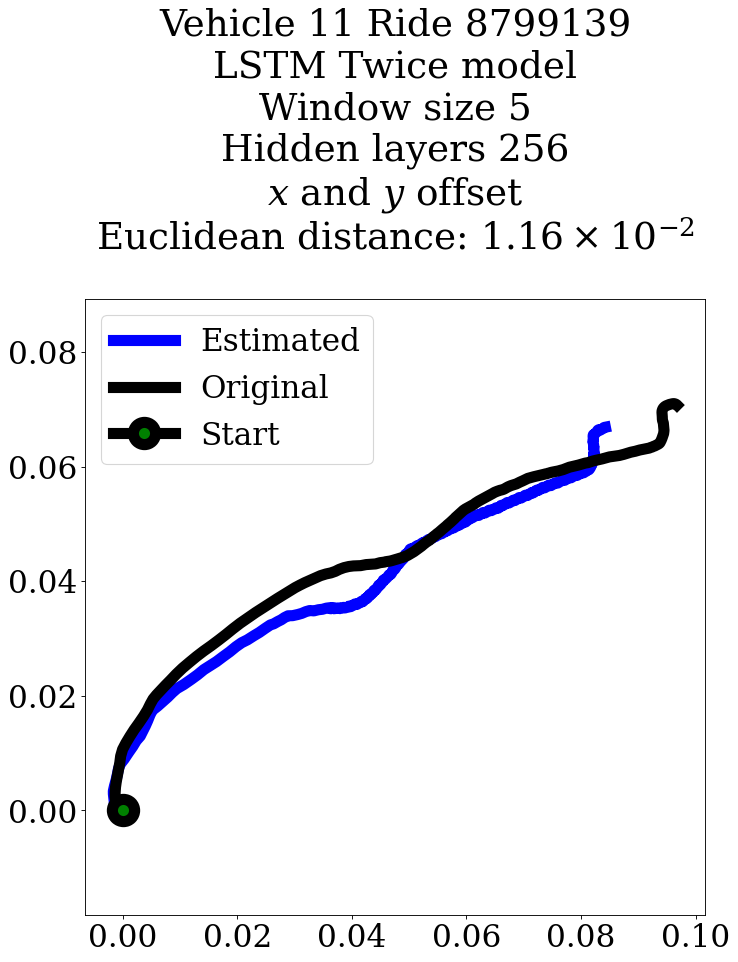 Vehicle 11 Ride 8799139
LSTM Twice model
Window size 5
Hidden layers 256
x and y offset
Euclidean distance: 1.16 × 10⁻²
Estimated
Original
Start
0.08
0.06
0.04
0.02
0.00
0.00 0.02 0.04 0.06 0.08 0.10